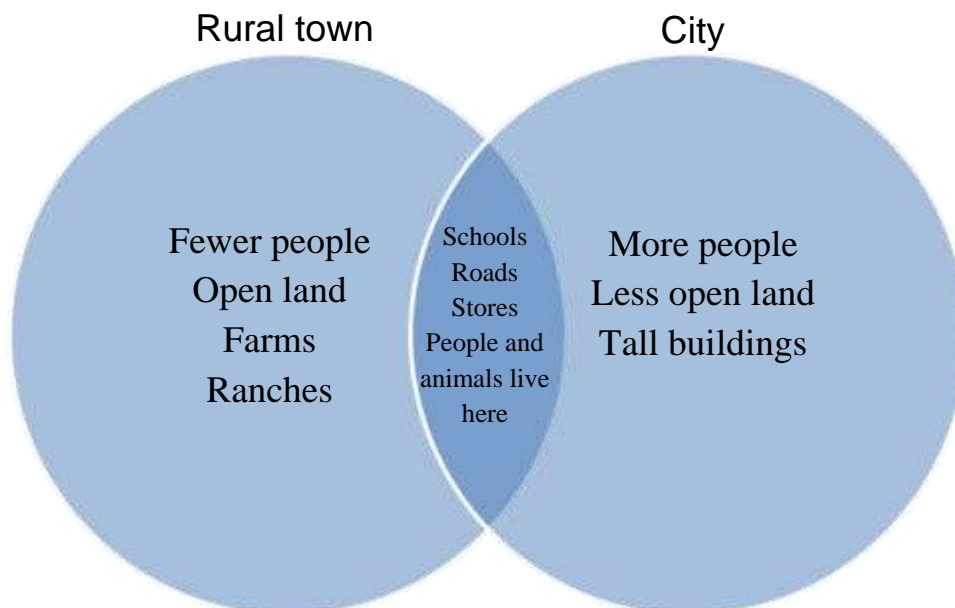 Rural town
City
Fewer people
Open land
Farms
Ranches
Schools
Roads
Stores
People and
animals live
here
More people
Less open land
Tall buildings